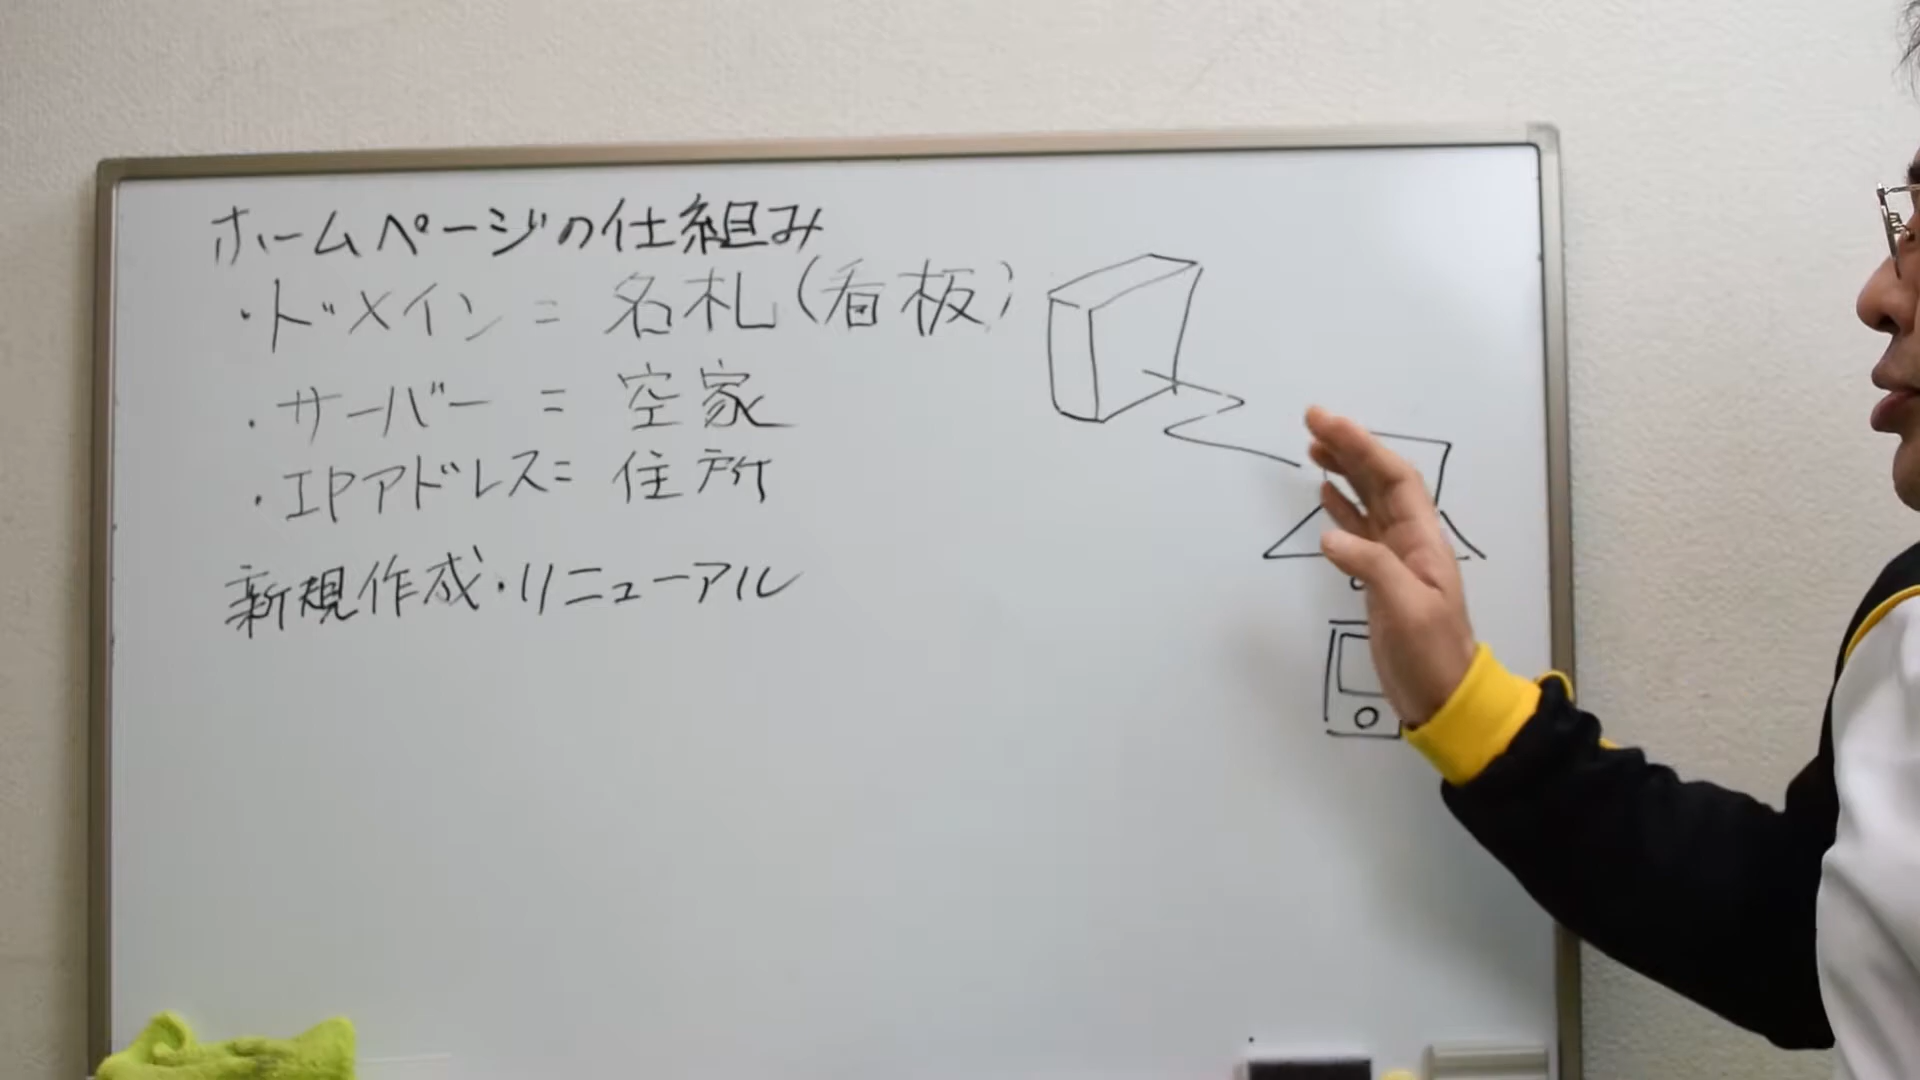 ホームページの仕組み
・ドメイン = 名札(看板)
・サーバー = 空家
・IPアドレス = 住所
新規作成・リニューアル